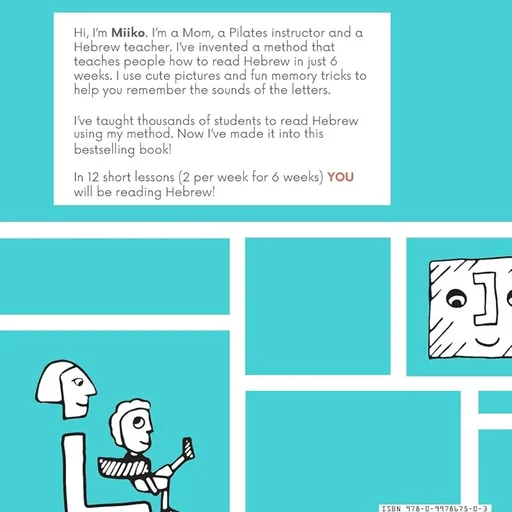 Hi, I'm Miiko. I'm a Mom, a Pilates instructor and a
Hebrew teacher. I've invented a method that
teaches people how to read Hebrew in just 6
weeks. I use cute pictures and fun memory tricks to
help you remember the sounds of the letters.
I've taught thousands of students to read Hebrew
using my method. Now I've made it into this
bestselling book!
In 12 short lessons (2 per week for 6 weeks) YOU
will be reading Hebrew!
ISBN 978-0-9978675-0-3